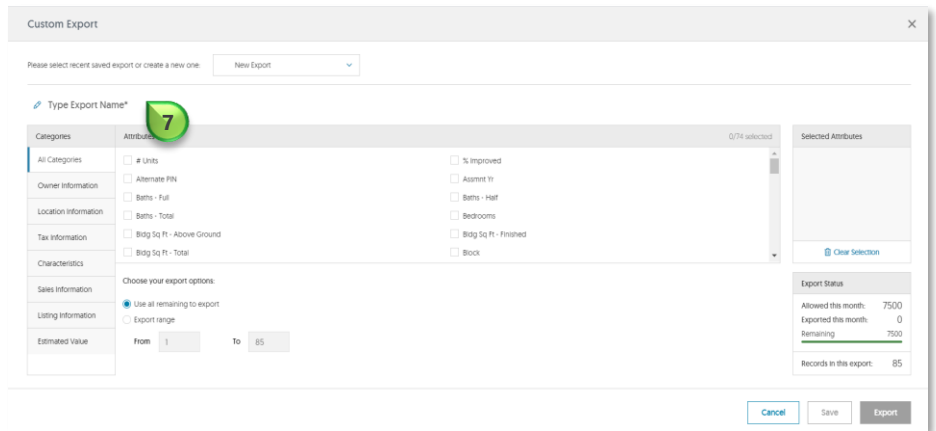 Custom Export
Please select recent saved export or create a new one: New Export
Type Export Name*
7
Categories
All Categories
Owner Information
Location Information
Tax Information
Characteristics
Sales Information
Listing Information
Estimated Value
Attributes 0/74 selected
# Units % Improved
Alternate PIN Assmnt Yr
Baths - Full Baths - Half
Baths - Total Bedrooms
Bldg Sq Ft - Above Ground Bldg Sq Ft - Finished
Bldg Sq Ft - Total Block
Choose your export options:
Use all remaining to export
Export range
From 1 To 85
Selected Attributes
Clear Selection
Export Status
Allowed this month: 7500
Exported this month: 0
Remaining 7500
Records in this export: 85
Cancel Save Export